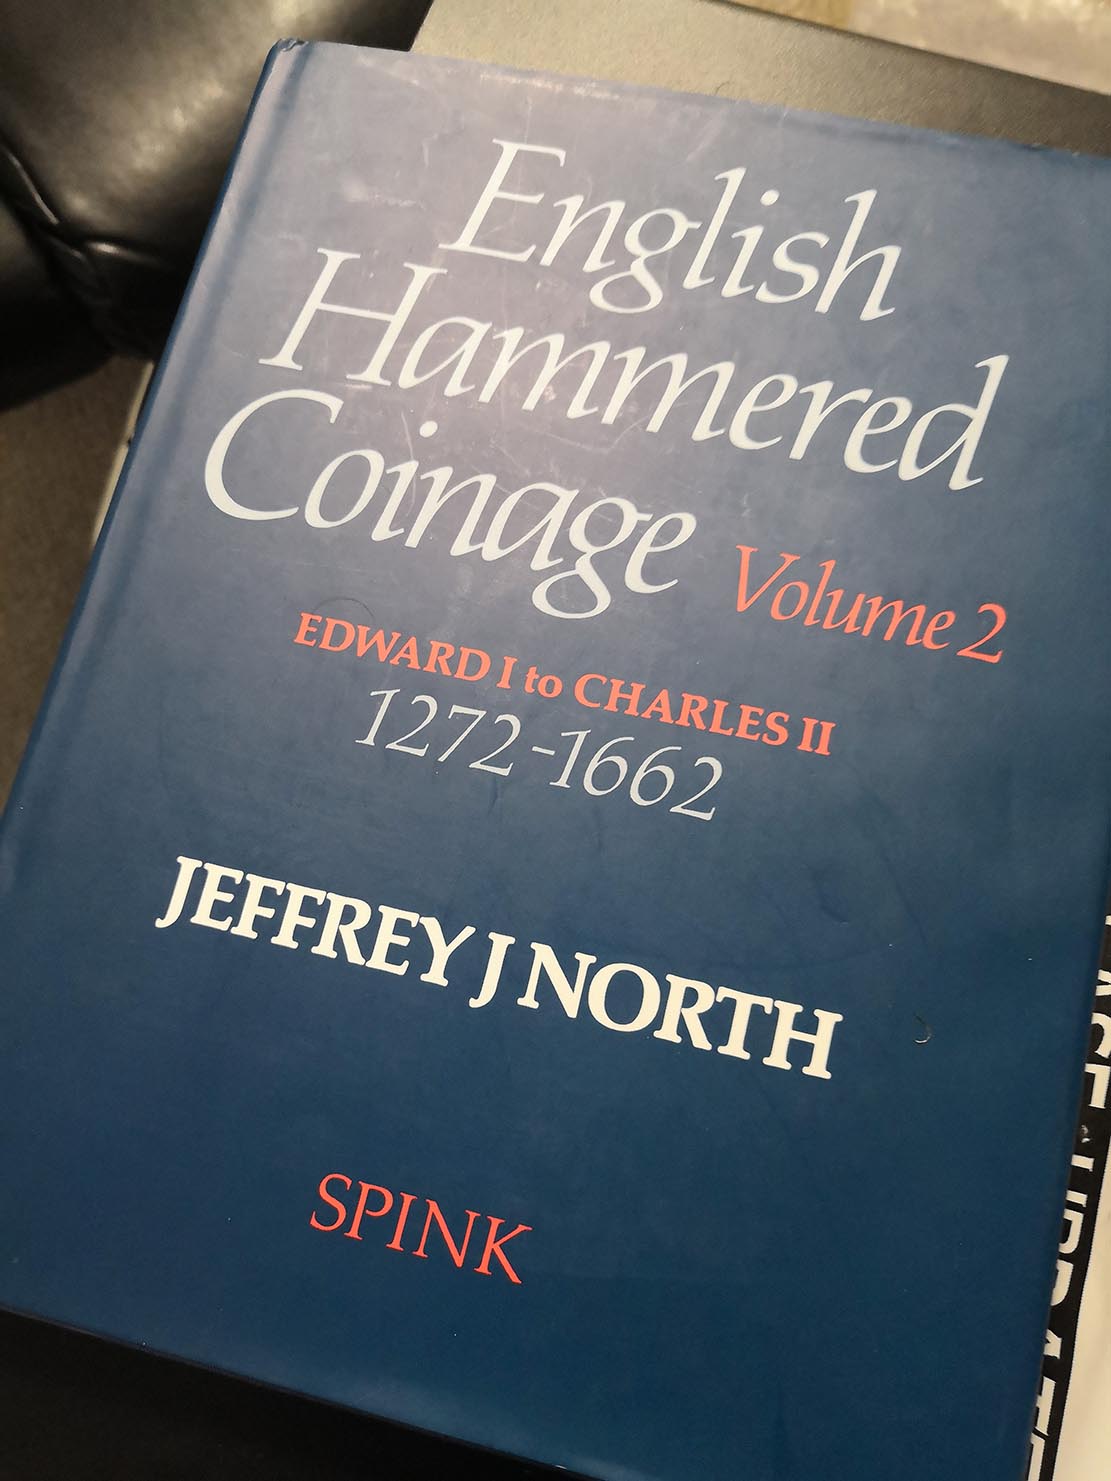 English
Hammered
Coinage Volume 2
EDWARD I to CHARLES II
1272-1662
JEFFREY J NORTH
SPINK